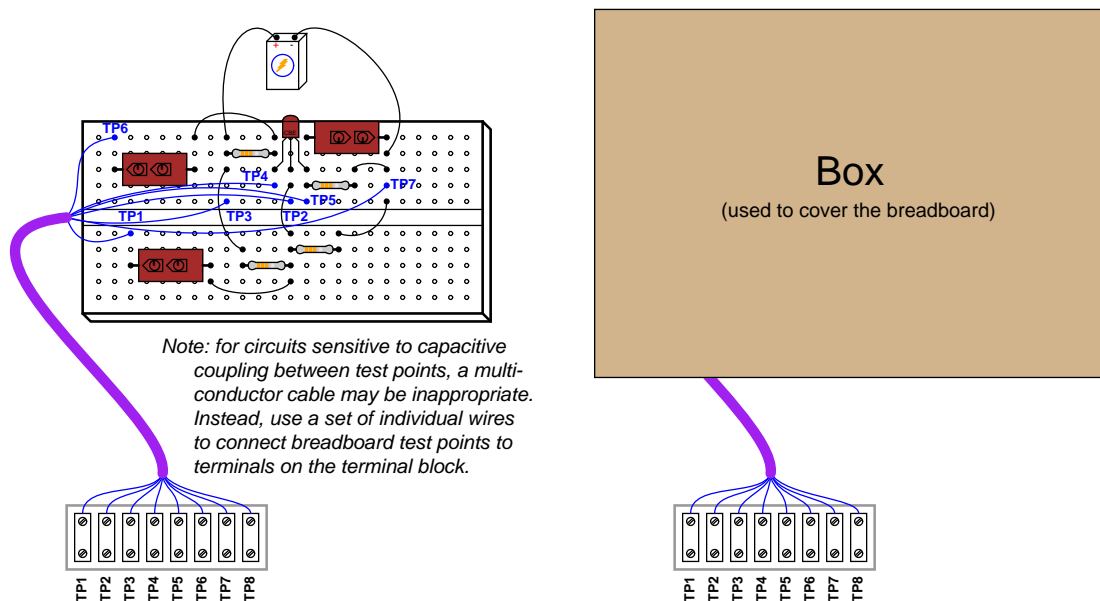 + -
CBE
TP6
TP4
TP7
TP5
TP1
TP3
TP2
Note: for circuits sensitive to capacitive
coupling between test points, a multi-
conductor cable may be inappropriate.
Instead, use a set of individual wires
to connect breadboard test points to
terminals on the terminal block.
TP1
TP2
TP3
TP4
TP5
TP6
TP7
TP8
Box
(used to cover the breadboard)
TP1
TP2
TP3
TP4
TP5
TP6
TP7
TP8